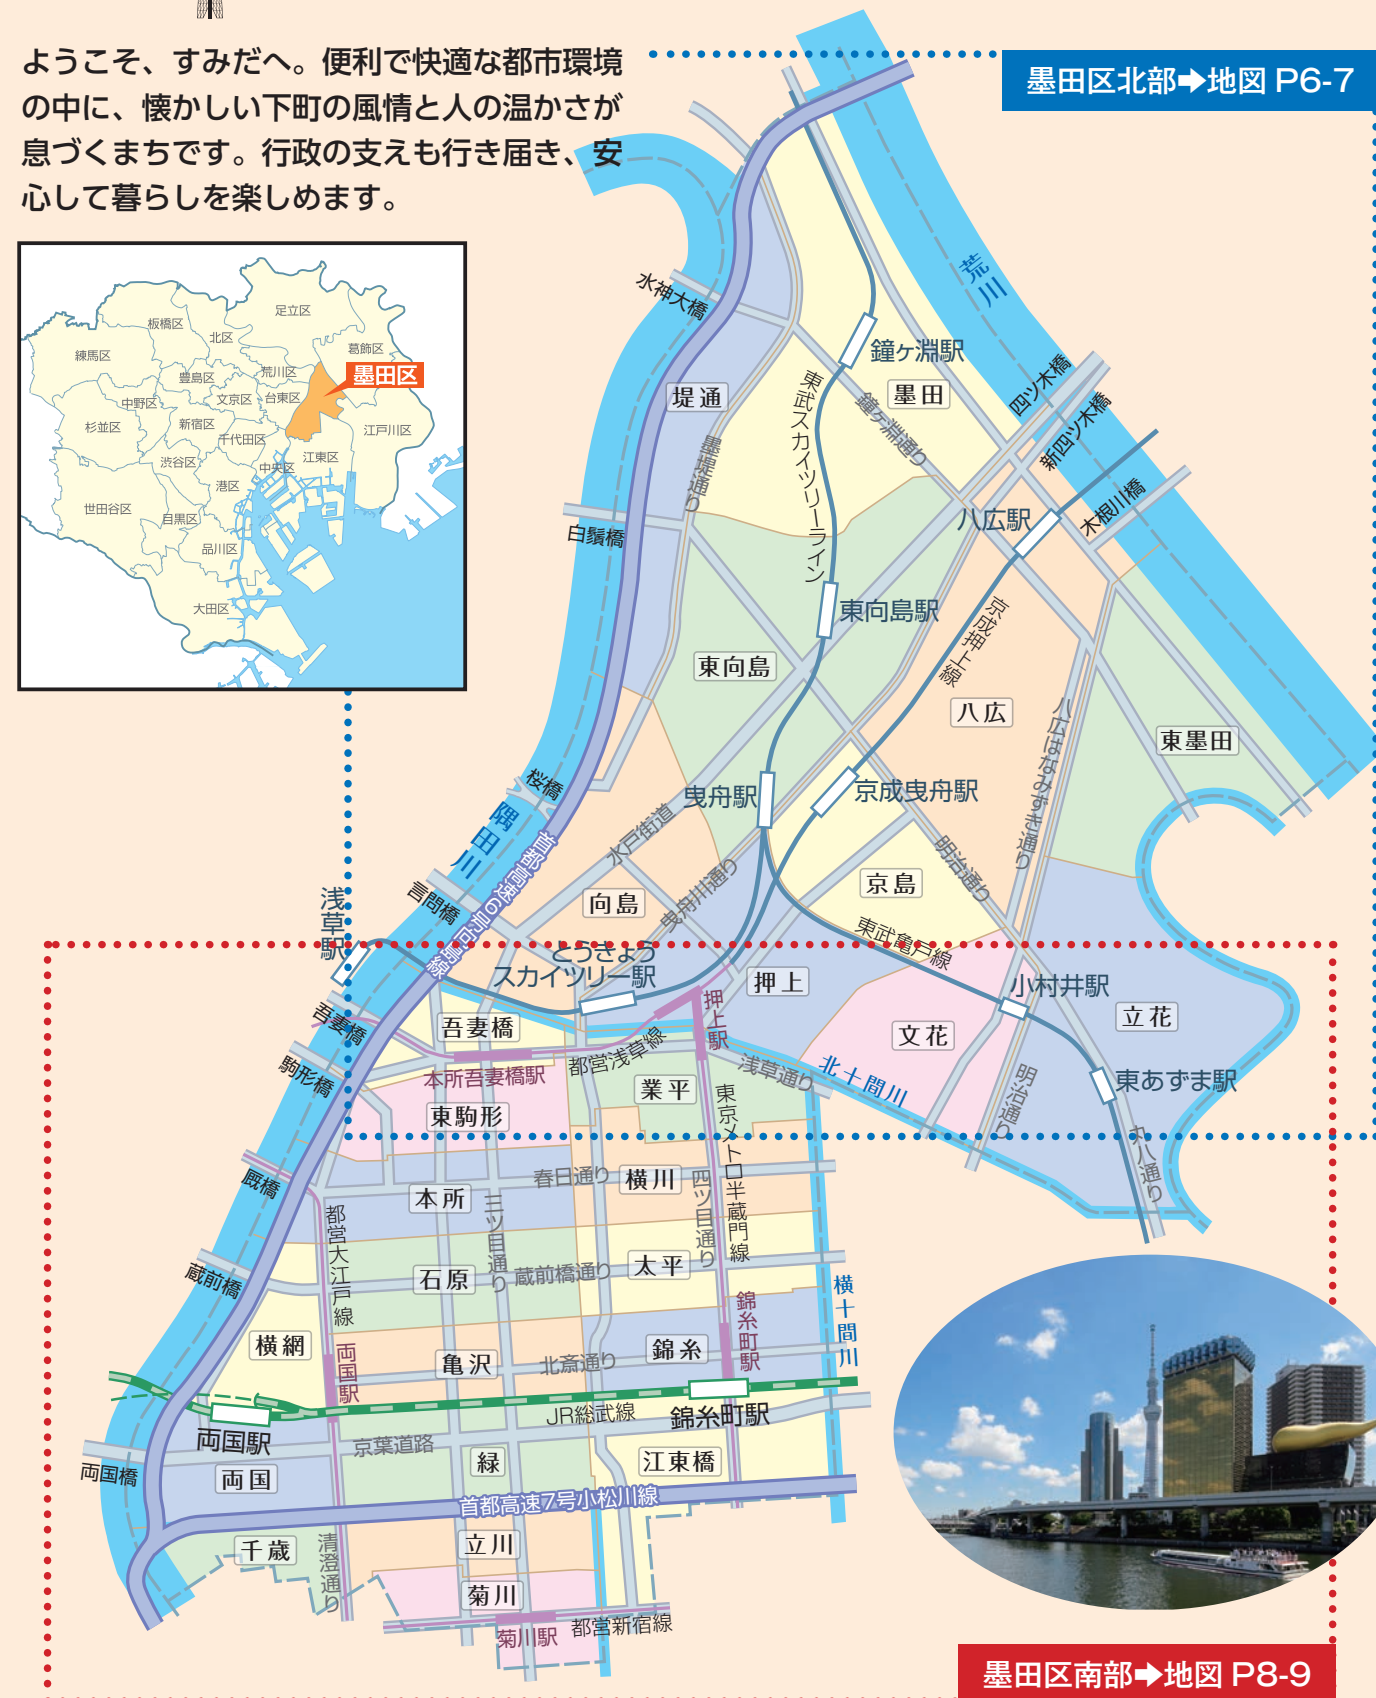 ようこそ、すみだへ。便利で快適な都市環境
の中に、懐かしい下町の風情と人の温かさが
息づくまちです。行政の支えも行き届き、安
心して暮らしを楽しめます。
墨田区北部➡地図 P6-7
足立区
板橋区
北区
葛飾区
練馬区
荒川区
墨田区
豊島区
文京区
台東区
中野区
新宿区
杉並区
千代田区
江戸川区
江東区
渋谷区
中央区
港区
世田谷区
目黒区
品川区
大田区
荒川
水神大橋
鐘ヶ淵駅
墨田
堤通
四ツ木橋
新四ツ木橋
鐘ヶ淵通り
東武スカイツリーライン
墨堤通り
木根川橋
八広駅
白鬚橋
東向島駅
京成押上線
東向島
八広
八広はなみずき通り
東墨田
桜橋
曳舟駅
京成曳舟駅
隅田川
水戸街道
明治通り
首都高速6号向島線
曳舟川通り
京島
言問橋
向島
浅草駅
東武亀戸線
とうきょう
スカイツリー駅
押上
小村井駅
押上駅
立花
吾妻橋
吾妻橋
文花
都営浅草線
駒形橋
本所吾妻橋駅
浅草通り
北十間川
業平
東あずま駅
明治通り
東駒形
東京メトロ半蔵門線
丸八通り
厩橋
春日通り
横川
四ツ目通り
本所
三ツ目通り
都営大江戸線
蔵前橋
石原
蔵前橋通り
太平
横十間川
横網
両国駅
亀沢
北斎通り
錦糸
錦糸町駅
JR総武線
錦糸町駅
両国駅
京葉道路
両国橋
両国
緑
江東橋
首都高速7号小松川線
千歳
清澄通り
立川
菊川
菊川駅
都営新宿線
墨田区南部➡地図 P8-9